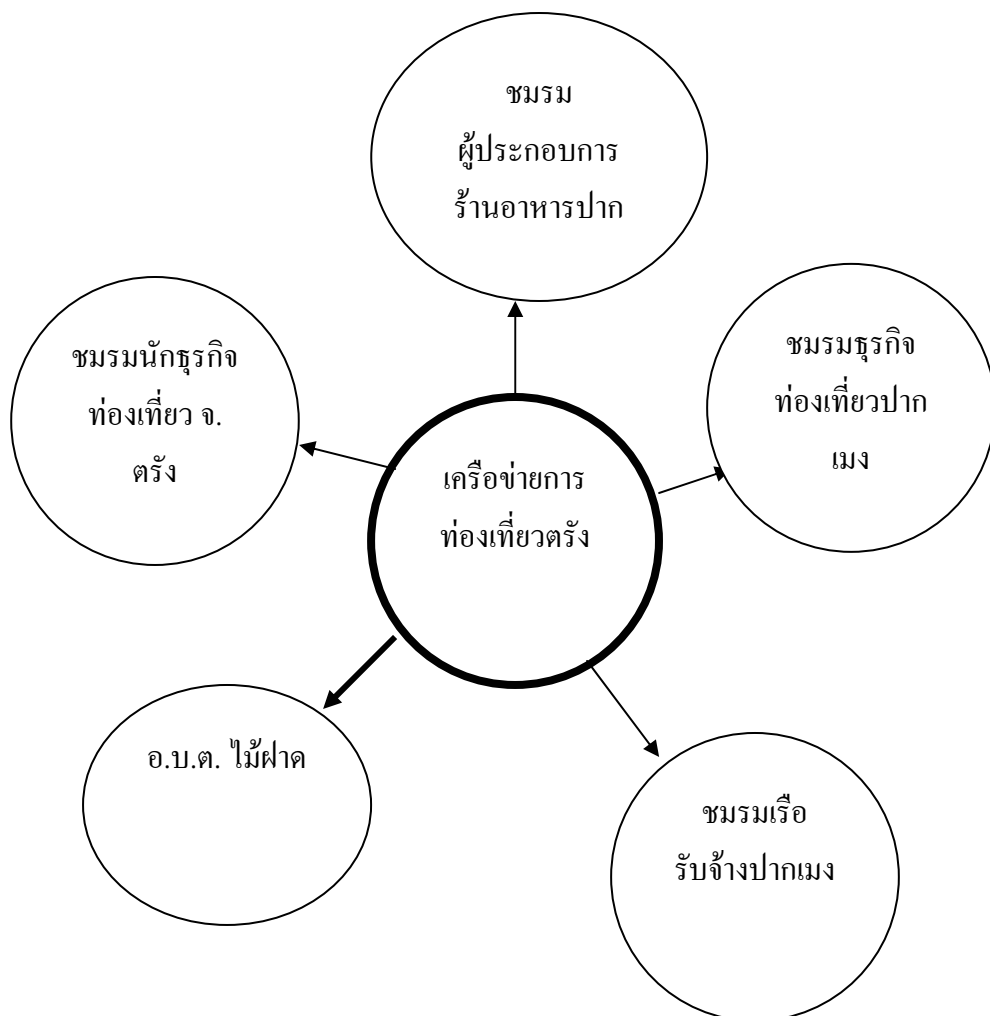 ชมรม
ผู้ประกอบการ
ร้านอาหารปาก
ชมรมนักธุรกิจ
ท่องเที่ยว จ.
ตรัง
ชมรมธุรกิจ
ท่องเที่ยวปาก
เมง
เครือข่ายการ
ท่องเที่ยวตรัง
อ.บ.ต. ไม้ฝาด
ชมรมเรือ
รับจ้างปากเมง